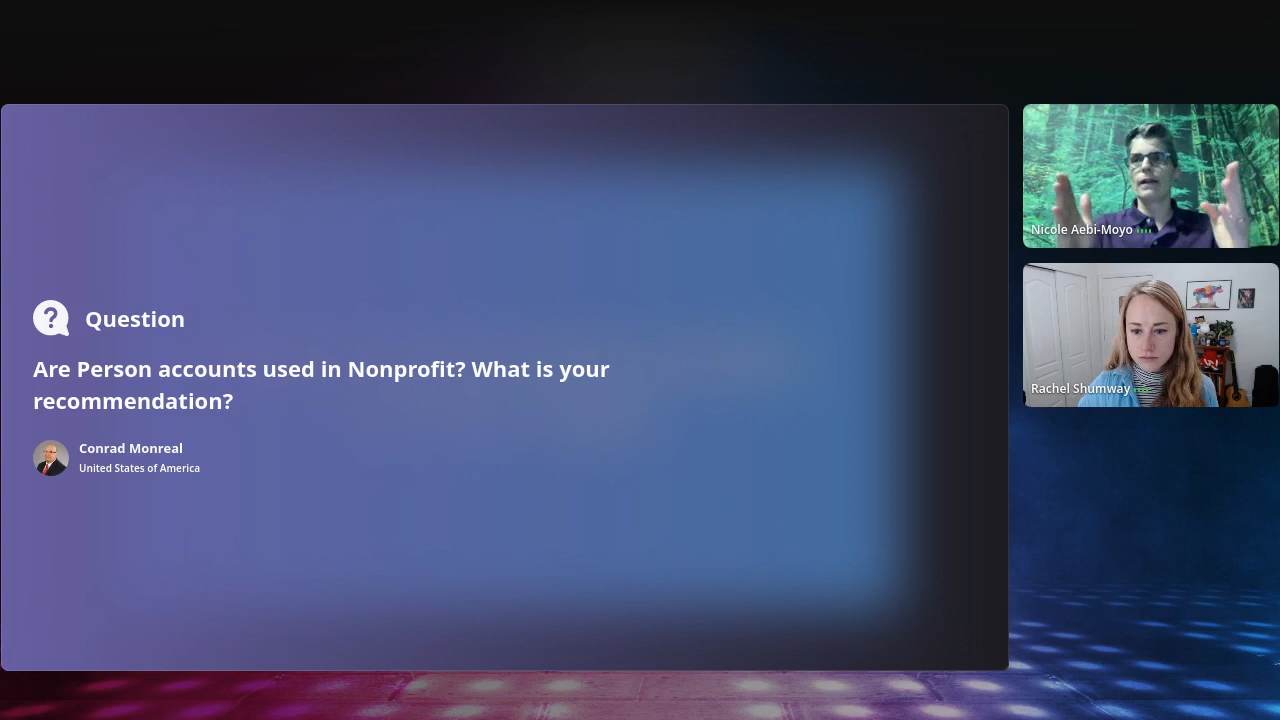 Question
Are Person accounts used in Nonprofit? What is your
recommendation?
Conrad Monreal
United States of America
Nicole Aebi-Moyo
Rachel Shumway